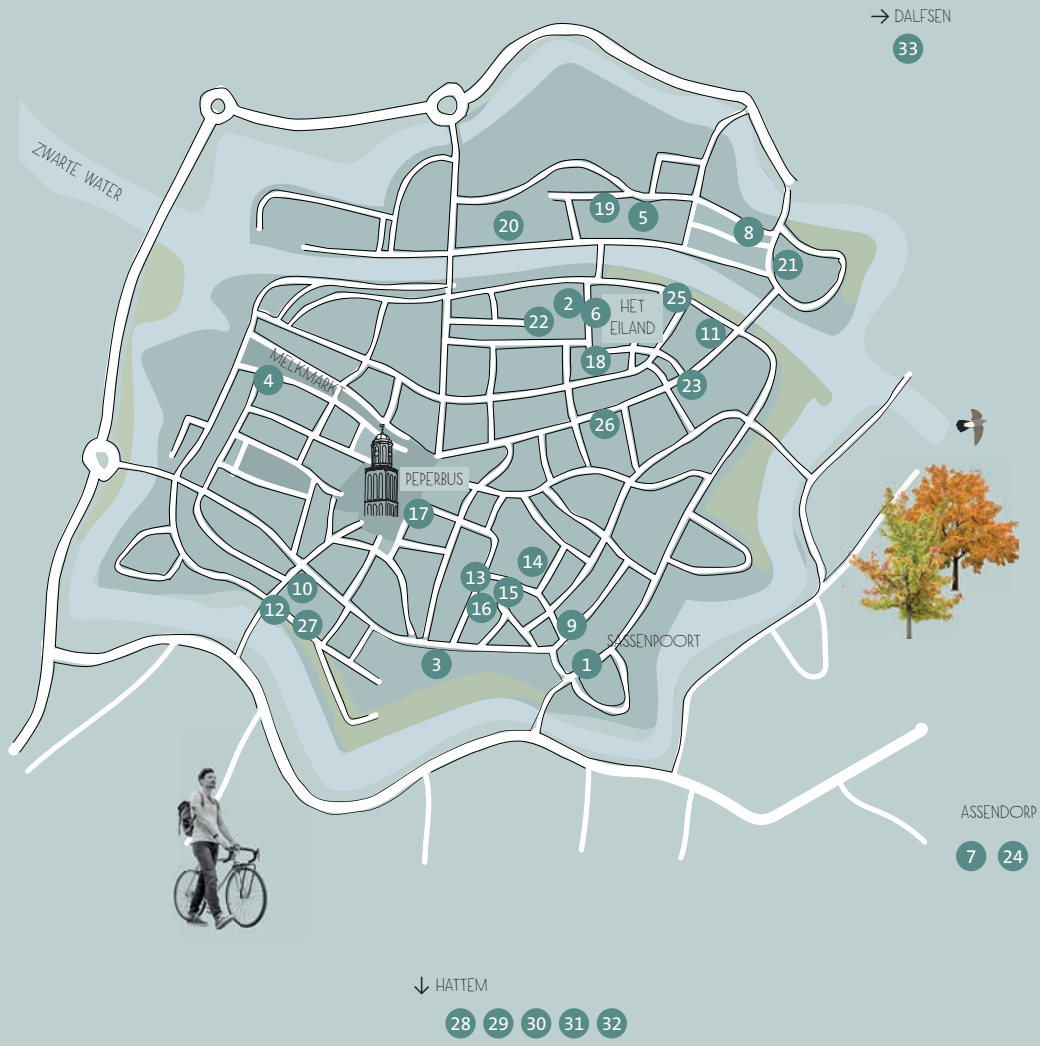 → DALFSEN
33
ZWARTE WATER
19
5
20
8
21
25
2
6
HET
EILAND
22
11
18
MELKMARKT
4
23
26
PEPERBUS
17
14
13
10
15
16
12
27
9
SASSENPOORT
3
1
ASSENDORP
7 24
↓ HATTEM
28 29 30 31 32